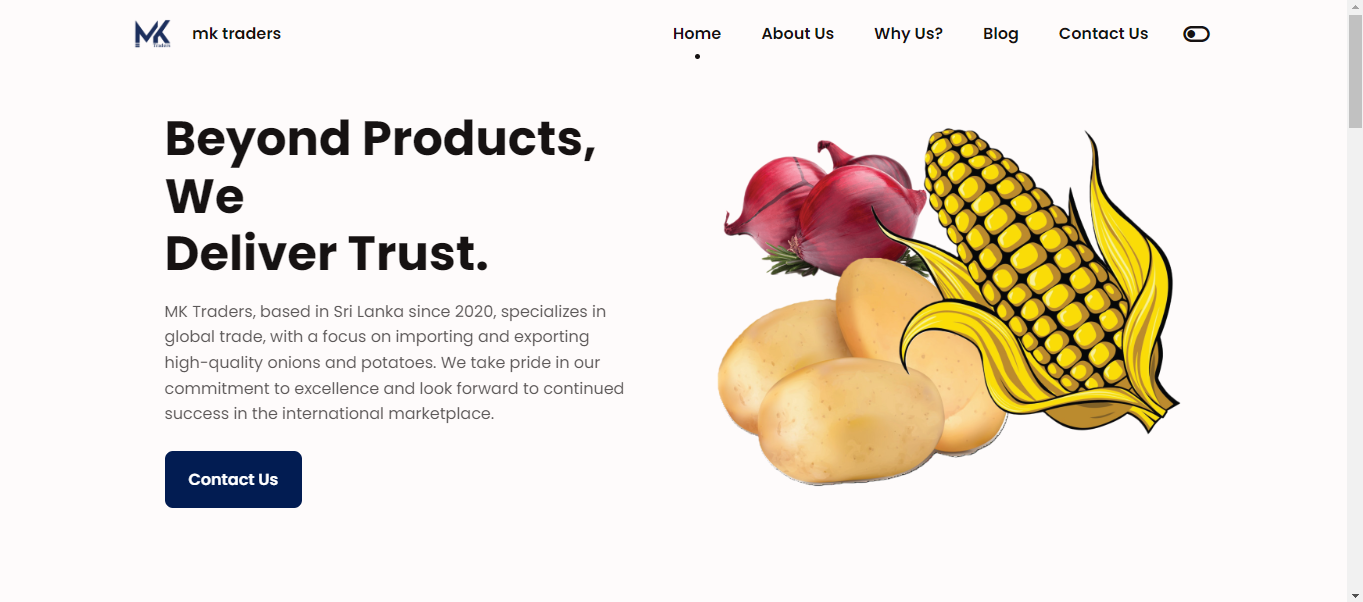 MK
Traders
mk traders
Home
About Us
Why Us?
Blog
Contact Us
Beyond Products,
We
Deliver Trust.
MK Traders, based in Sri Lanka since 2020, specializes in
global trade, with a focus on importing and exporting
high-quality onions and potatoes. We take pride in our
commitment to excellence and look forward to continued
success in the international marketplace.
Contact Us